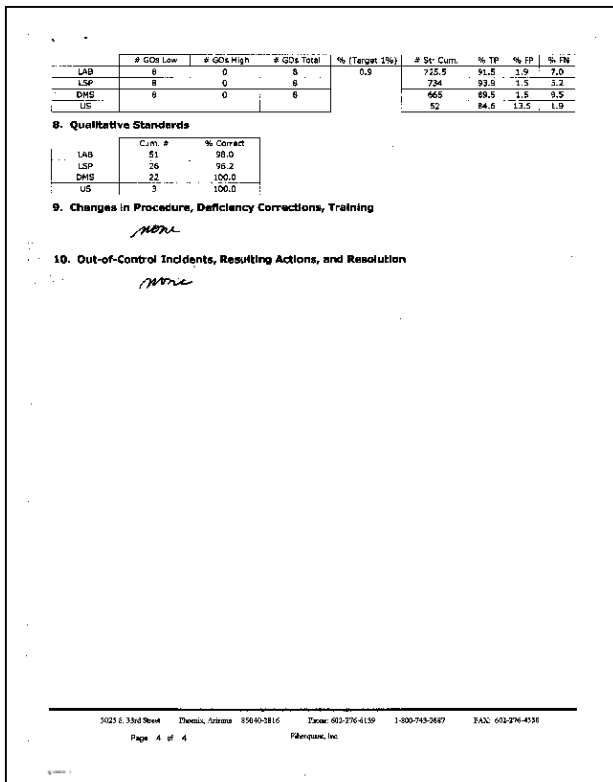 # GOs Low # GOs High # GOs Total % (Target 1%) # Str Cum. % TP % FP % FN
LAB 8 0 8 0.9 725.5 91.5 1.9 7.0
LSP 8 0 8 734 93.9 1.5 5.2
DMS 8 0 8 665 89.5 1.5 9.5
US 52 84.6 13.5 1.9
8. Qualitative Standards
Cum. # % Correct
LAB 51 98.0
LSP 26 96.2
DMS 22 100.0
US 3 100.0
9. Changes in Procedure, Deficiency Corrections, Training
none
10. Out-of-Control Incidents, Resulting Actions, and Resolution
none
5025 S. 33rd Street Phoenix, Arizona 85040-2816 Phone: 602-276-6139 1-800-743-2687 FAX: 602-276-4558
Page 4 of 4 Fiberquant, Inc.